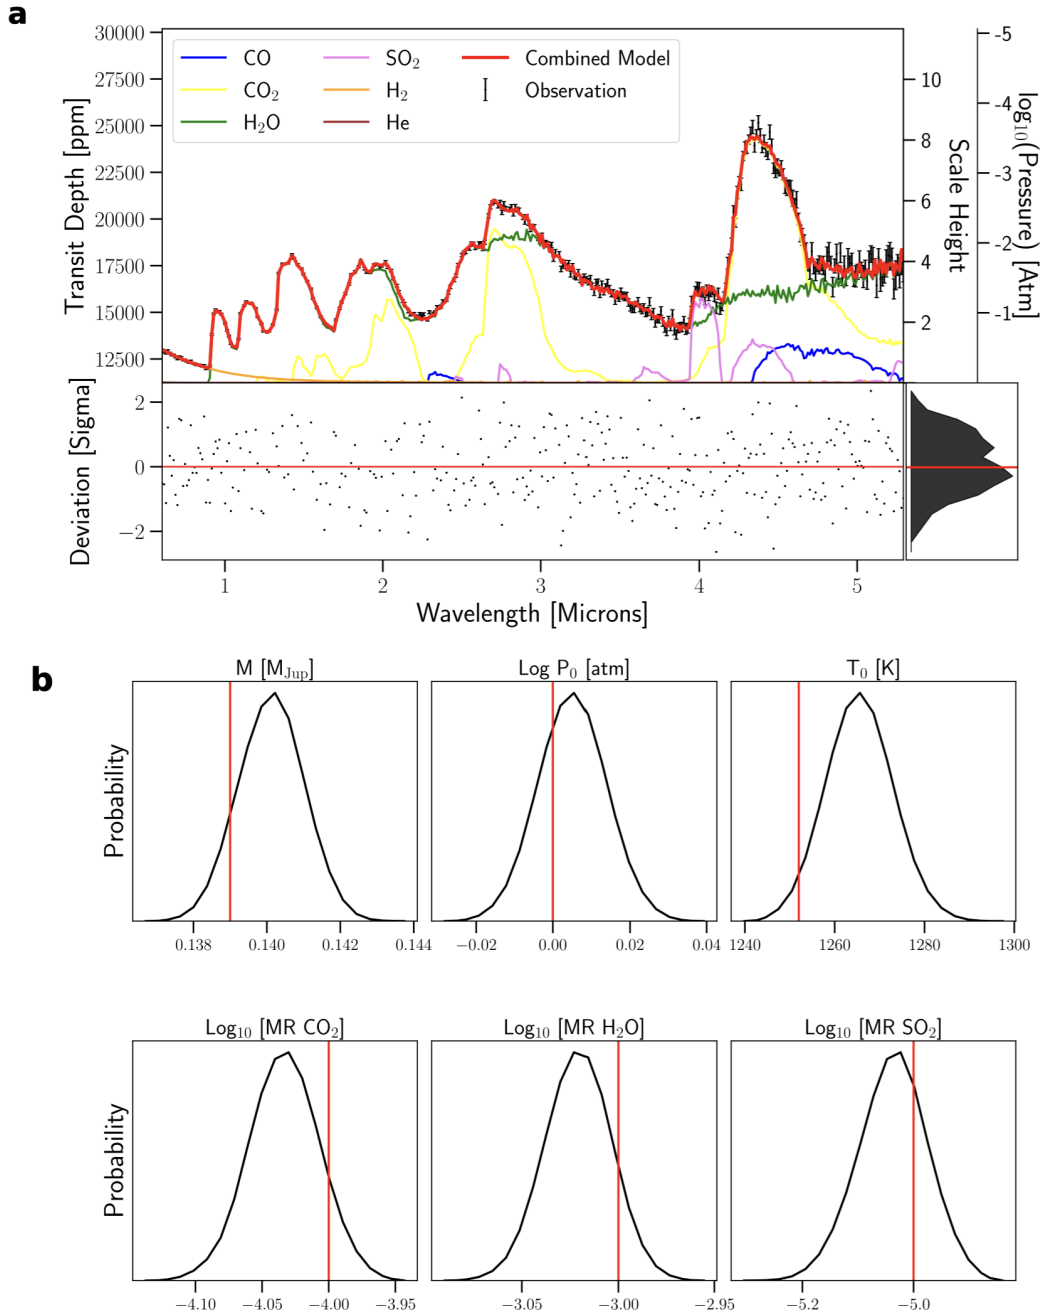 a
30000
27500
25000
22500
20000
17500
15000
12500
Transit Depth [ppm]
CO
CO₂
H₂O
SO₂
H₂
He
Combined Model
Observation
10
8
6
4
2
Scale Height
-5
-4
-3
-2
-1
log₁₀(Pressure) [Atm]
2
0
−2
Deviation [Sigma]
1
2
3
4
5
Wavelength [Microns]
b
M [M_Jup]
Log P₀ [atm]
T₀ [K]
Probability
0.138
0.140
0.142
0.144
−0.02
0.00
0.02
0.04
1240
1260
1280
1300
Log₁₀ [MR CO₂]
Log₁₀ [MR H₂O]
Log₁₀ [MR SO₂]
Probability
−4.10
−4.05
−4.00
−3.95
−3.05
−3.00
−2.95
−5.2
−5.0